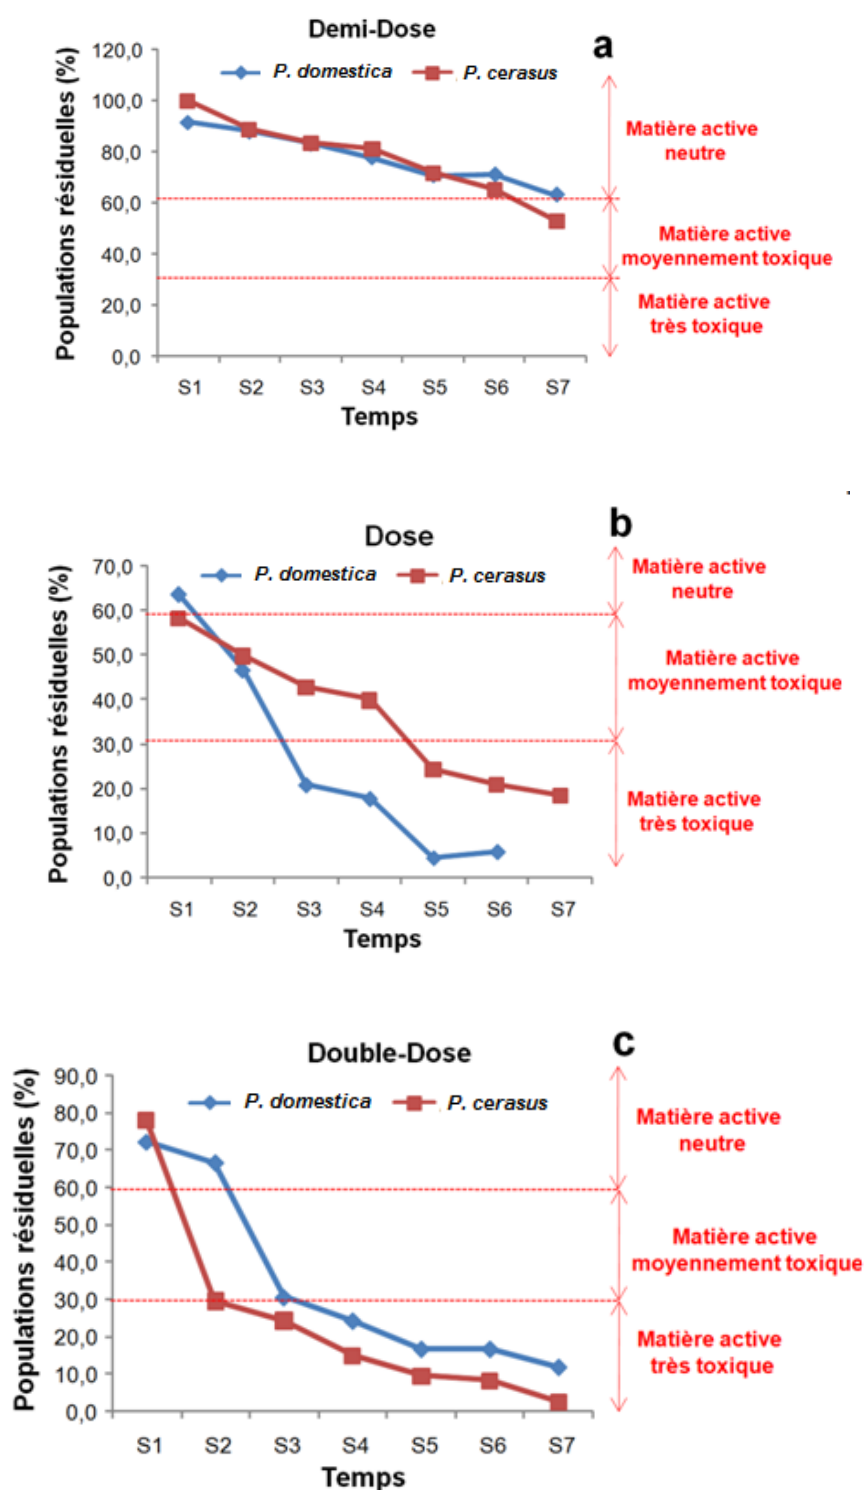 Demi-Dose
a
120,0
100,0
80,0
60,0
40,0
20,0
0,0
Populations résiduelles (%)
P. domestica
P. cerasus
S1 S2 S3 S4 S5 S6 S7
Temps
Matière active
neutre
Matière active
moyennement toxique
Matière active
très toxique
Dose
b
70,0
60,0
50,0
40,0
30,0
20,0
10,0
0,0
Populations résiduelles (%)
P. domestica
P. cerasus
S1 S2 S3 S4 S5 S6 S7
Temps
Matière active
neutre
Matière active
moyennement toxique
Matière active
très toxique
Double-Dose
c
90,0
80,0
70,0
60,0
50,0
40,0
30,0
20,0
10,0
0,0
Populations résiduelles (%)
P. domestica
P. cerasus
S1 S2 S3 S4 S5 S6 S7
Temps
Matière active
neutre
Matière active
moyennement toxique
Matière active
très toxique